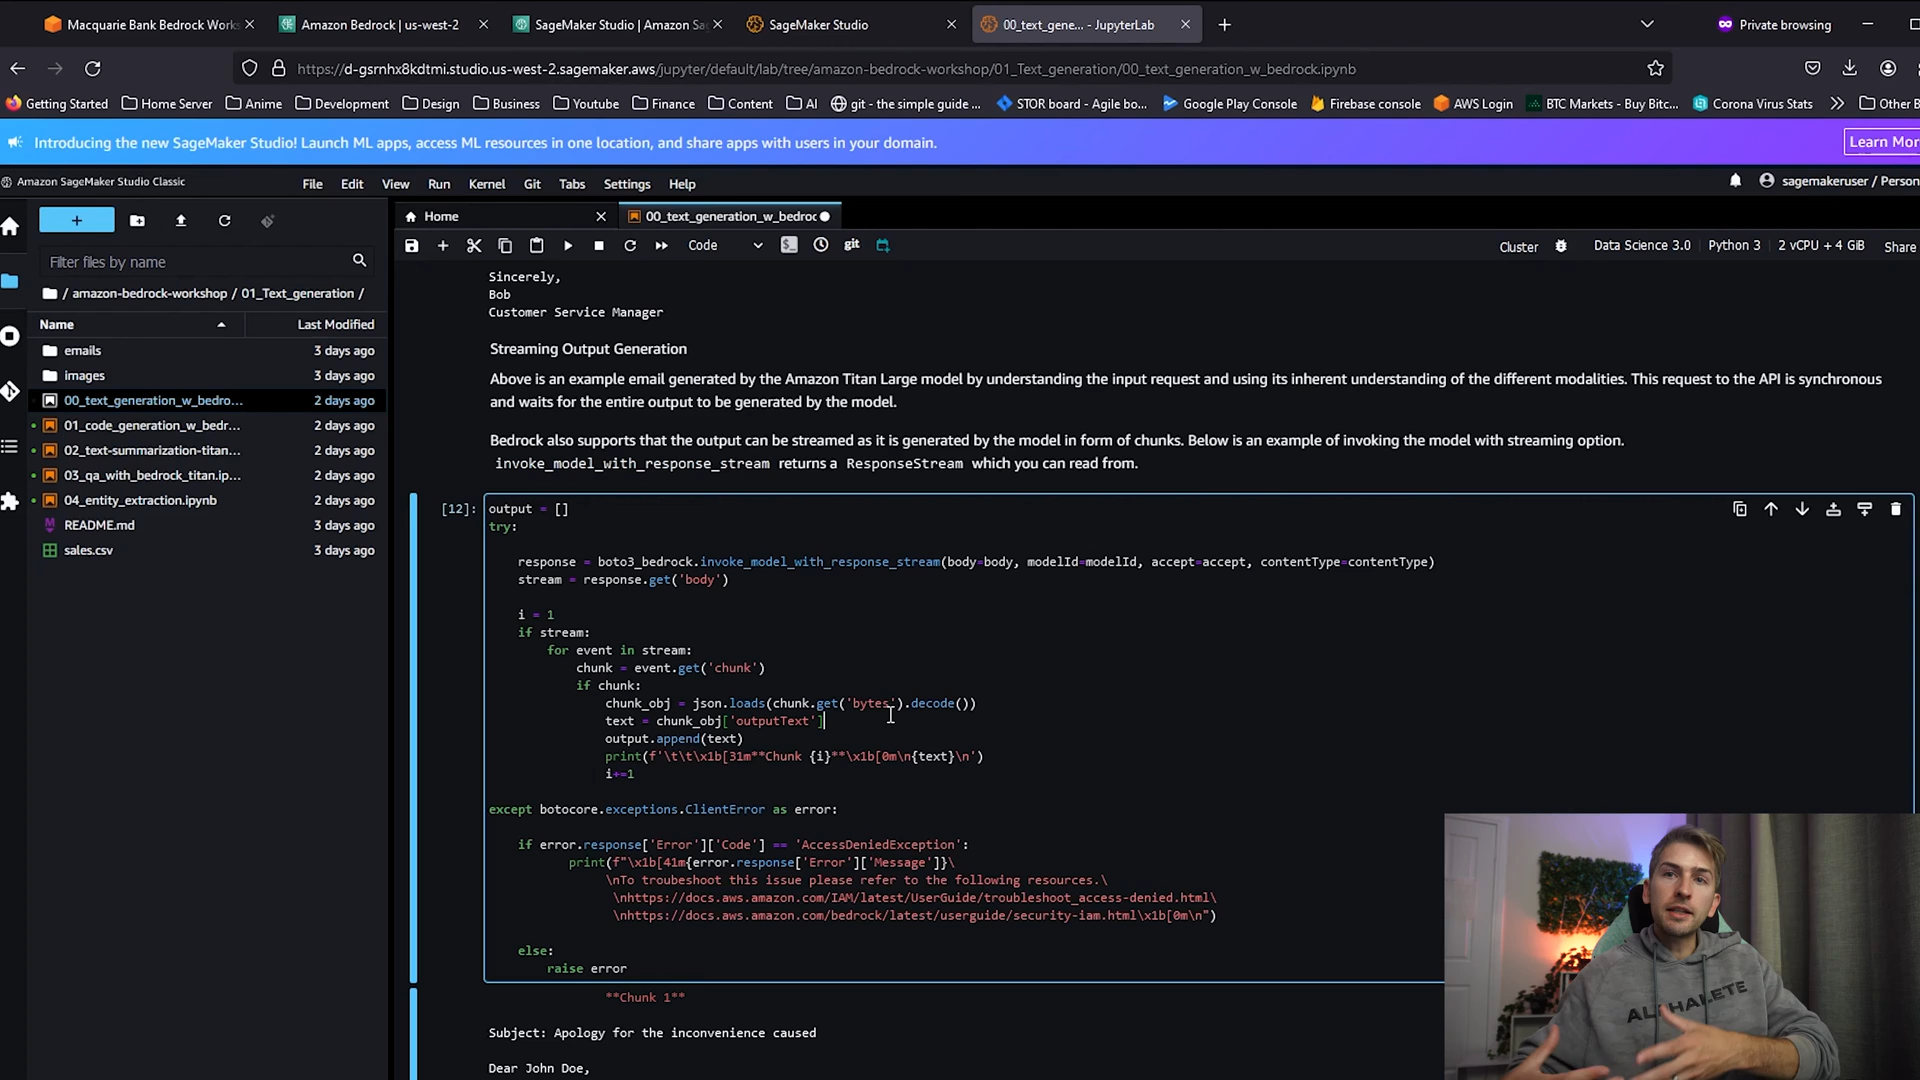 Macquarie Bank Bedrock Works
Amazon Bedrock | us-west-2
SageMaker Studio | Amazon Sa
SageMaker Studio
00_text_gene... - JupyterLab
Private browsing
https://d-gsrnhx8kdtmi.studio.us-west-2.sagemaker.aws/jupyter/default/lab/tree/amazon-bedrock-workshop/01_Text_generation/00_text_generation_w_bedrock.ipynb
Getting Started
Home Server
Anime
Development
Design
Business
Youtube
Finance
Content
AI
git - the simple guide ...
STOR board - Agile bo...
Google Play Console
Firebase console
AWS Login
BTC Markets - Buy Bitc...
Corona Virus Stats
Other B
Introducing the new SageMaker Studio! Launch ML apps, access ML resources in one location, and share apps with users in your domain.
Learn Mor
Amazon SageMaker Studio Classic
File Edit View Run Kernel Git Tabs Settings Help
sagemakeruser / Person
Home
00_text_generation_w_bedroc
Filter files by name
Code
git
Cluster
Data Science 3.0
Python 3
2 vCPU + 4 GiB
Share
/ amazon-bedrock-workshop / 01_Text_generation /
Name
Last Modified
emails 3 days ago
images 3 days ago
00_text_generation_w_bedro... 2 days ago
01_code_generation_w_bedr... 2 days ago
02_text-summarization-titan... 2 days ago
03_qa_with_bedrock_titan.ip... 2 days ago
04_entity_extraction.ipynb 2 days ago
README.md 3 days ago
sales.csv 3 days ago
Sincerely,
Bob
Customer Service Manager
Streaming Output Generation
Above is an example email generated by the Amazon Titan Large model by understanding the input request and using its inherent understanding of the different modalities. This request to the API is synchronous
and waits for the entire output to be generated by the model.
Bedrock also supports that the output can be streamed as it is generated by the model in form of chunks. Below is an example of invoking the model with streaming option.
invoke_model_with_response_stream returns a ResponseStream which you can read from.
[12]:
output = []
try:
response = boto3_bedrock.invoke_model_with_response_stream(body=body, modelId=modelId, accept=accept, contentType=contentType)
stream = response.get('body')
i = 1
if stream:
for event in stream:
chunk = event.get('chunk')
if chunk:
chunk_obj = json.loads(chunk.get('bytes').decode())
text = chunk_obj['outputText']
output.append(text)
print(f'\t\t\x1b[31m**Chunk {i}**\x1b[0m\n{text}\n')
i+=1
except botocore.exceptions.ClientError as error:
if error.response['Error']['Code'] == 'AccessDeniedException':
print(f"\x1b[41m{error.response['Error']['Message']}\
\nTo troubeshoot this issue please refer to the following resources.\
\nhttps://docs.aws.amazon.com/IAM/latest/UserGuide/troubleshoot_access-denied.html\
\nhttps://docs.aws.amazon.com/bedrock/latest/userguide/security-iam.html\x1b[0m\n")
else:
raise error
**Chunk 1**
Subject: Apology for the inconvenience caused
Dear John Doe,
ALPHALETE